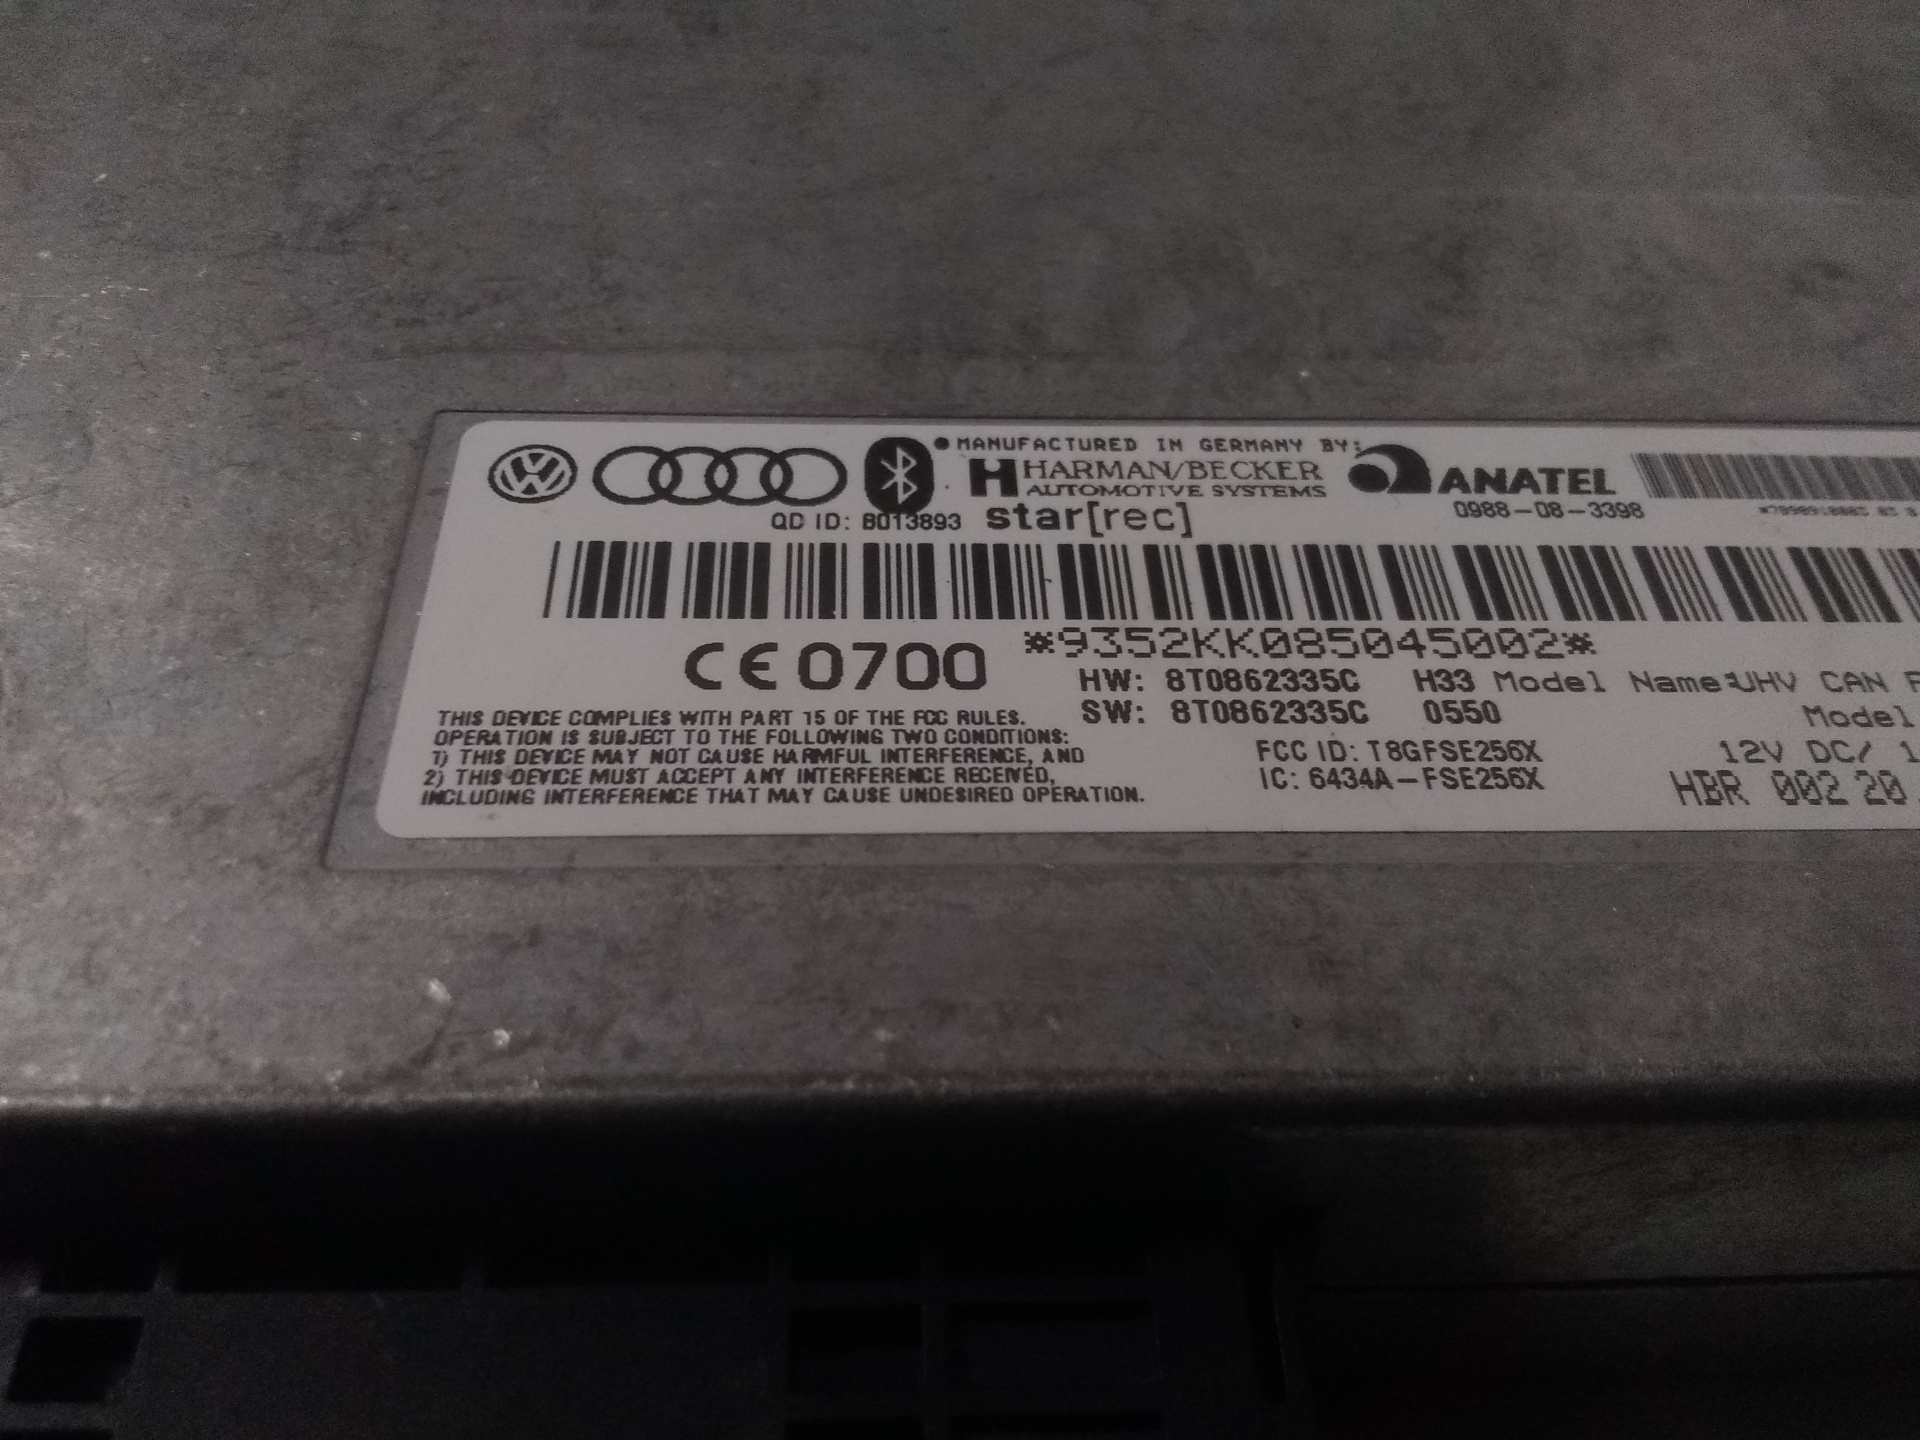 MANUFACTURED IN GERMANY BY:
HARMAN/BECKER
AUTOMOTIVE SYSTEMS
ANATEL
0988-08-3398
QD ID: B013893 star[rec]
*9352KK085045002*
CE 0700
HW: 8T0862335C H33 Model Name:UHV CAN
SW: 8T0862335C 0550 Model
THIS DEVICE COMPLIES WITH PART 15 OF THE FCC RULES.
OPERATION IS SUBJECT TO THE FOLLOWING TWO CONDITIONS:
1) THIS DEVICE MAY NOT CAUSE HARMFUL INTERFERENCE, AND
2) THIS DEVICE MUST ACCEPT ANY INTERFERENCE RECEIVED,
INCLUDING INTERFERENCE THAT MAY CAUSE UNDESIRED OPERATION.
FCC ID: T8GFSE256X 12V DC/
IC: 6434A-FSE256X HBR 002 20